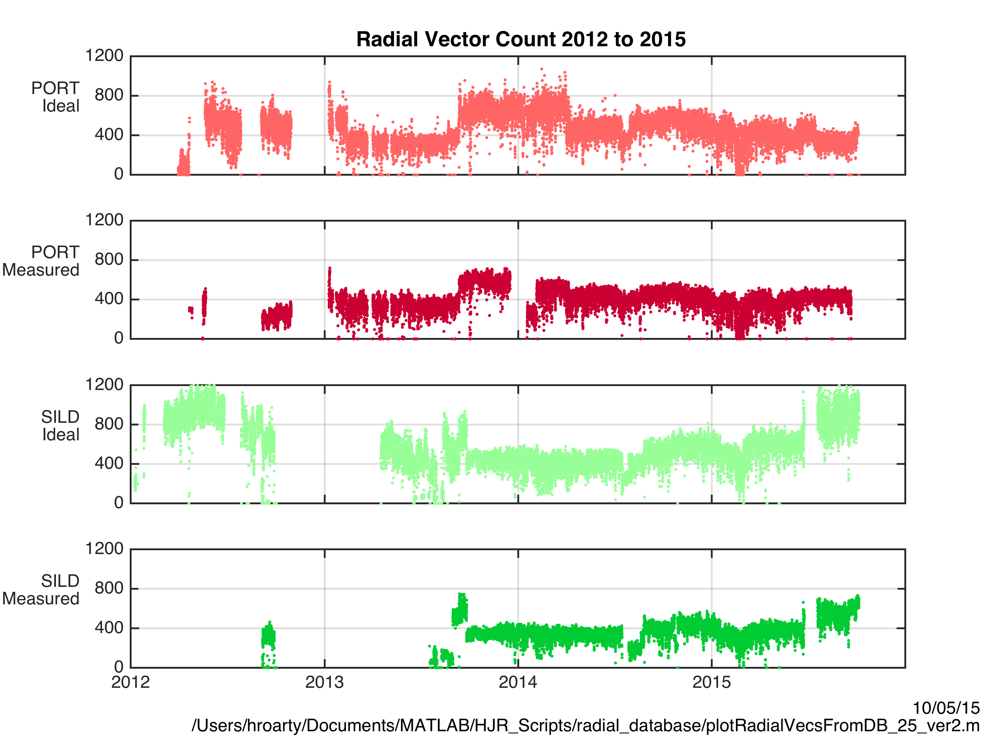 Radial Vector Count 2012 to 2015
1200
800
400
0
PORT
Ideal
1200
800
400
0
PORT
Measured
1200
800
400
0
SILD
Ideal
1200
800
400
0
SILD
Measured
2012 2013 2014 2015
10/05/15
/Users/hroarty/Documents/MATLAB/HJR_Scripts/radial_database/plotRadialVecsFromDB_25_ver2.m